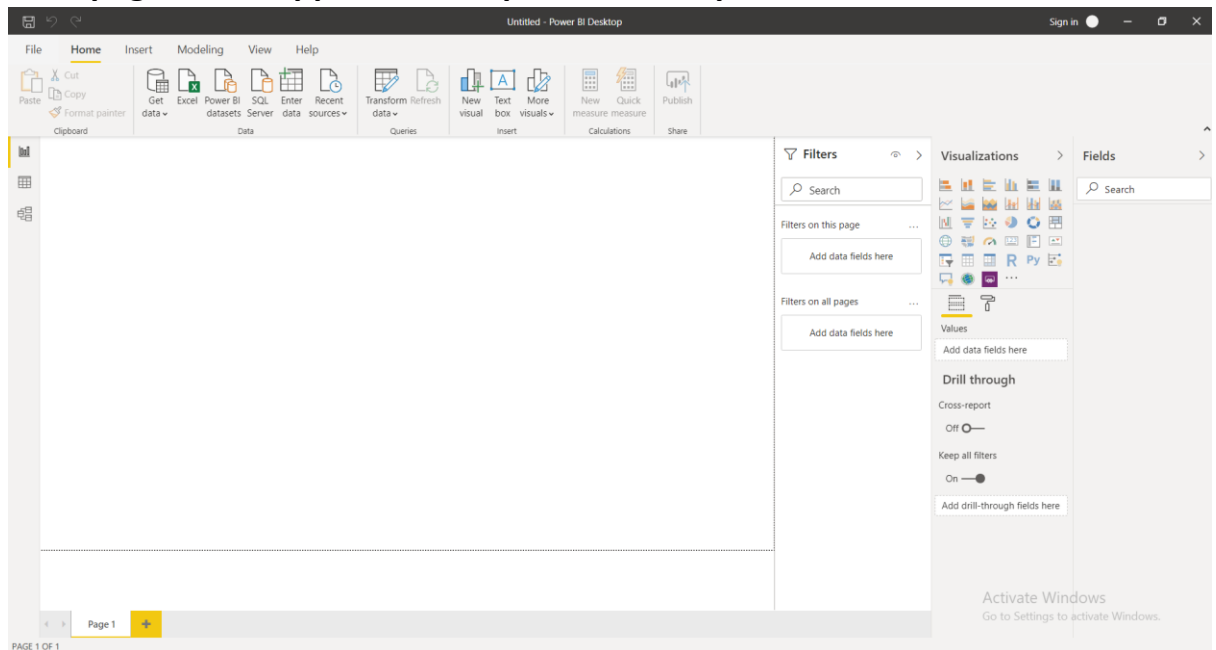 Untitled - Power BI Desktop
Sign in
File Home Insert Modeling View Help
Paste
Cut
Copy
Format painter
Clipboard
Get data
Excel
Power BI datasets
SQL Server
Enter data
Recent sources
Data
Transform data
Refresh
Queries
New visual
Text box
More visuals
Insert
New measure
Quick measure
Calculations
Publish
Share
Filters
Search
Filters on this page
...
Add data fields here
Filters on all pages
...
Add data fields here
Visualizations
R Py
...
Values
Add data fields here
Drill through
Cross-report
Off
Keep all filters
On
Add drill-through fields here
Fields
Search
Activate Windows
Go to Settings to activate Windows.
Page 1
PAGE 1 OF 1